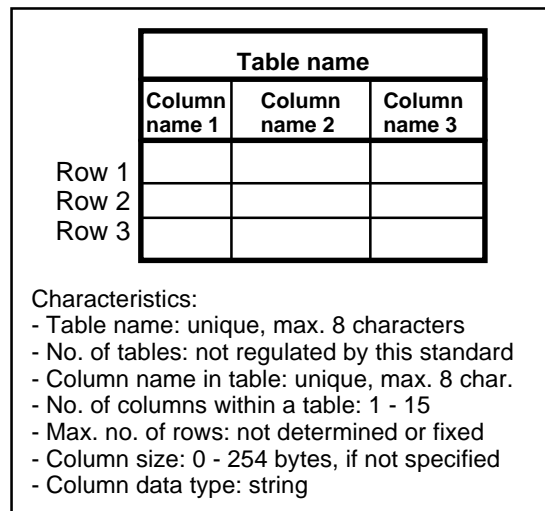 Table name
Column Column Column
name 1 name 2 name 3
Row 1
Row 2
Row 3
Characteristics:
- Table name: unique, max. 8 characters
- No. of tables: not regulated by this standard
- Column name in table: unique, max. 8 char.
- No. of columns within a table: 1 - 15
- Max. no. of rows: not determined or fixed
- Column size: 0 - 254 bytes, if not specified
- Column data type: string